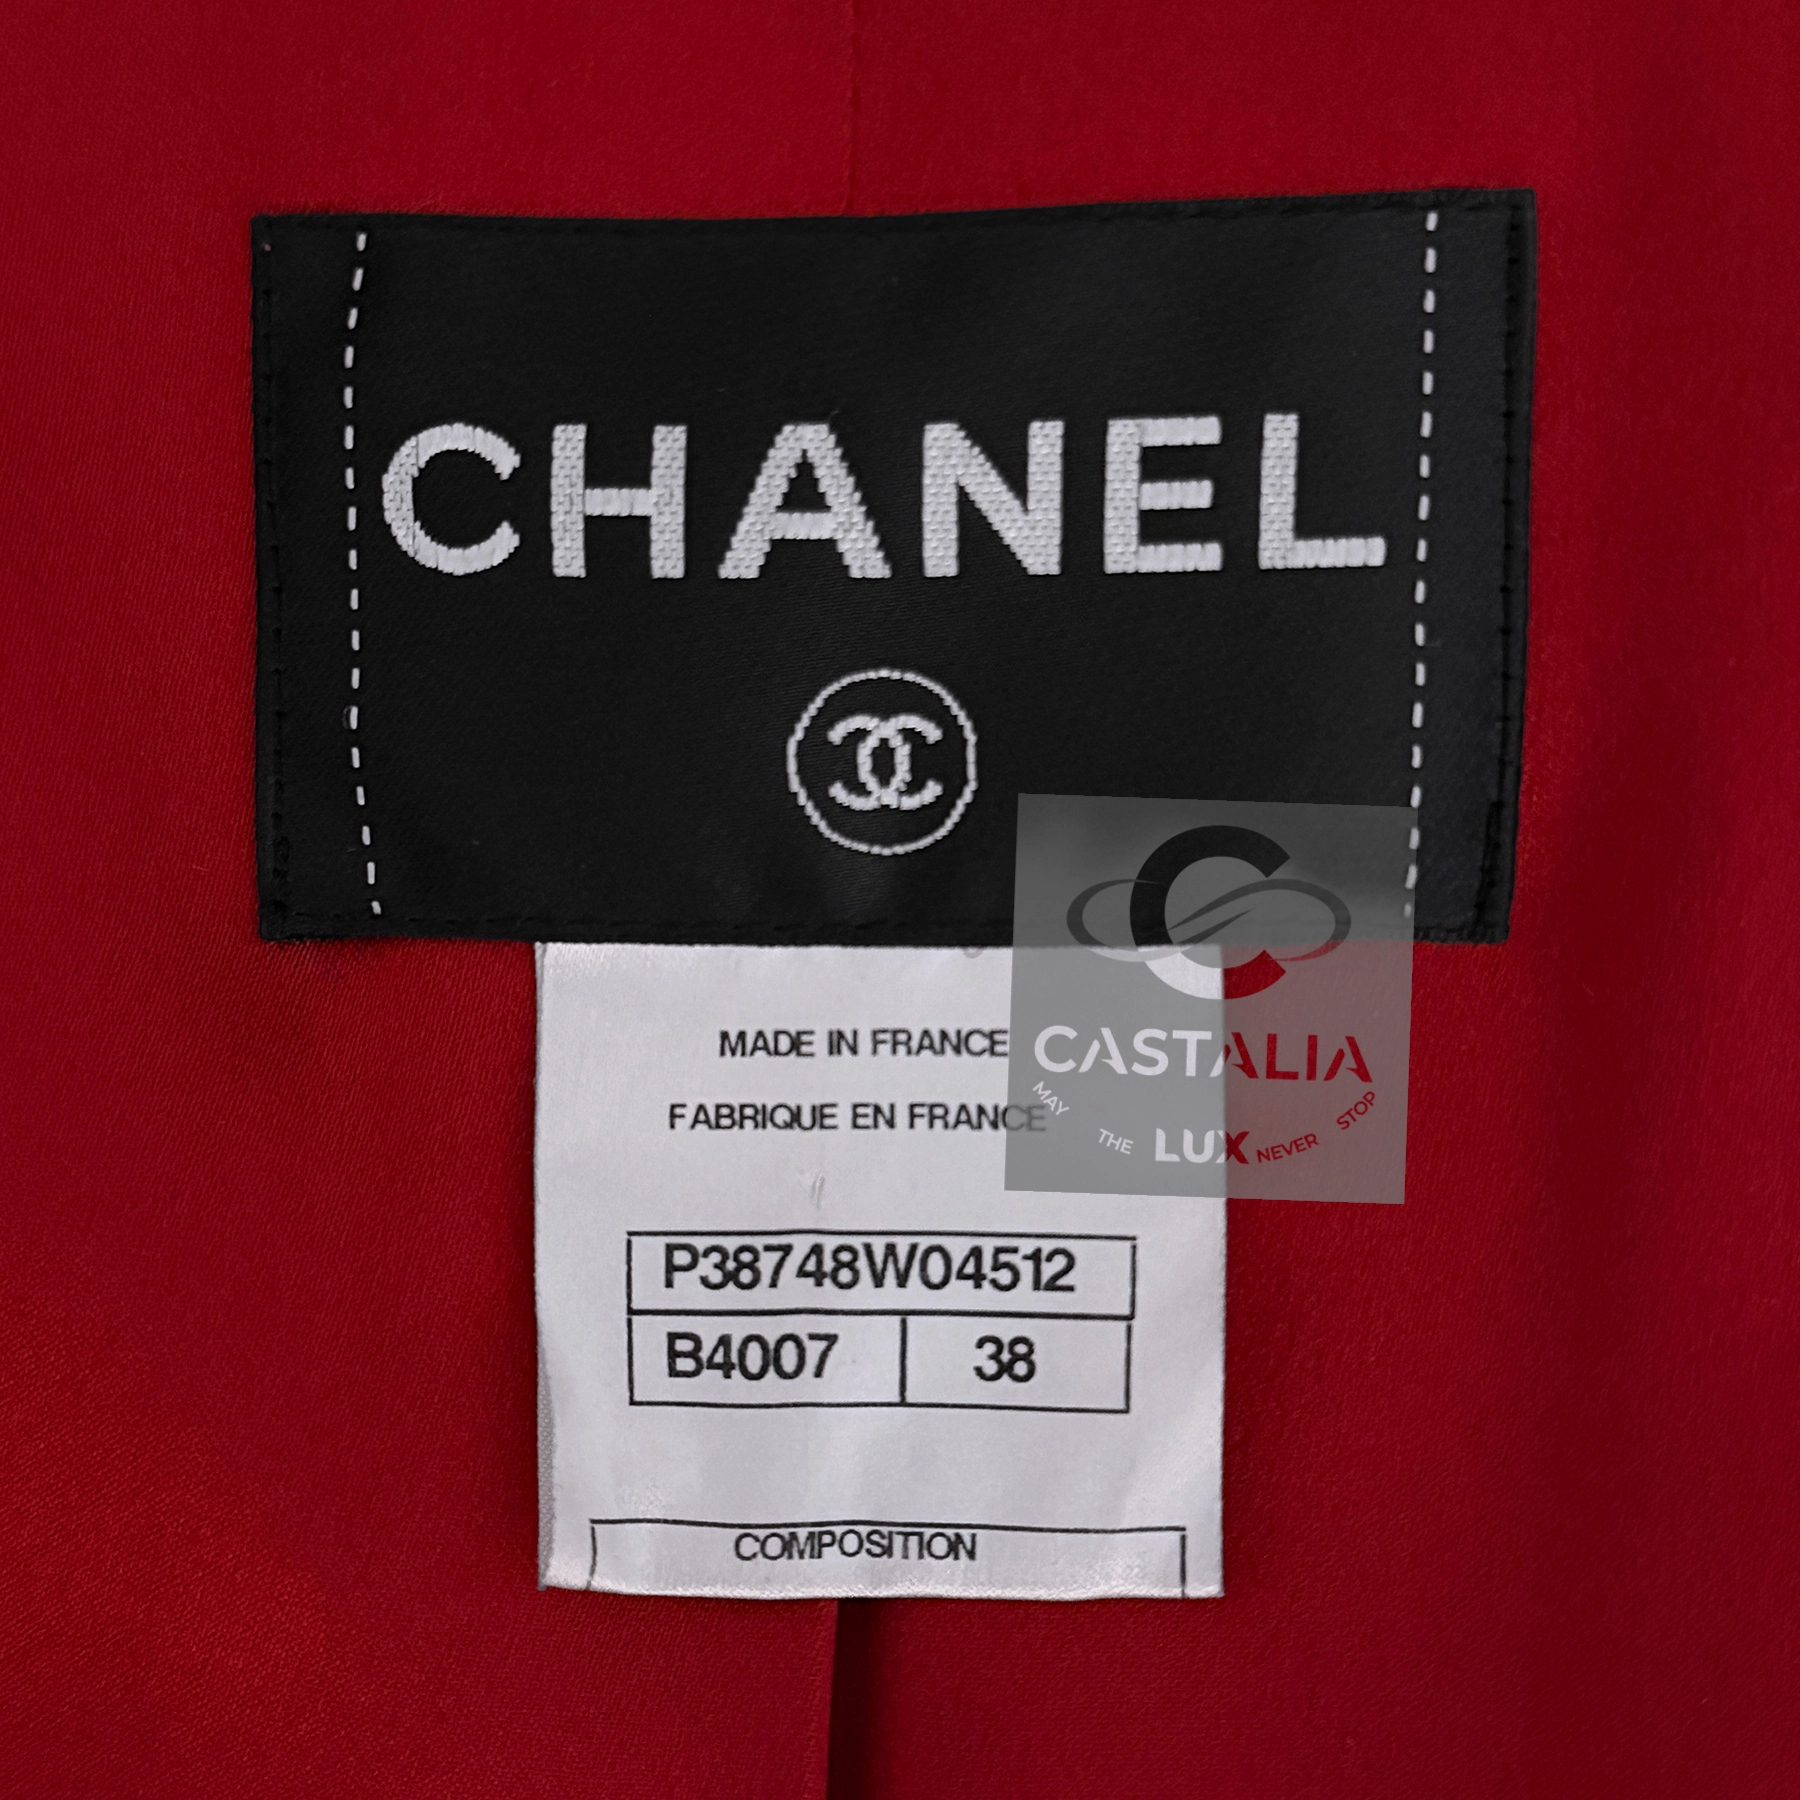 CHANEL
MADE IN FRANCE
FABRIQUE EN FRANCE
CASTALIA
MAY THE LUX NEVER STOP
P38748W04512
B4007 38
COMPOSITION